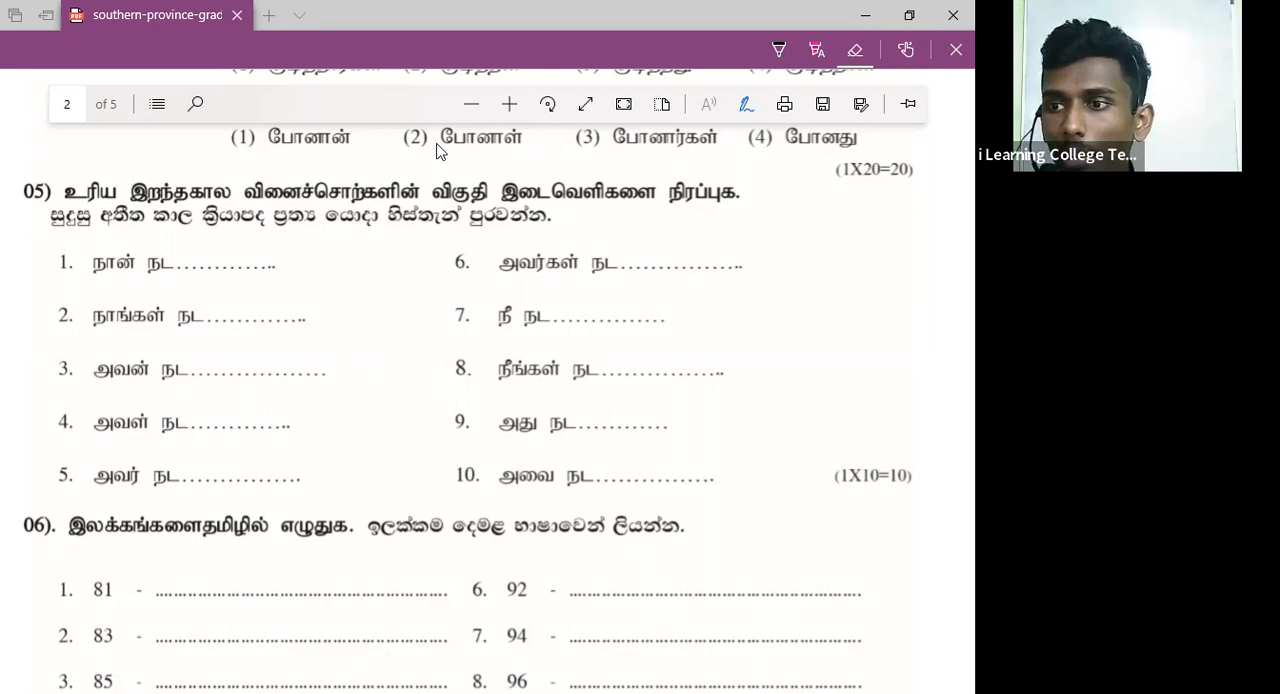 southern-province-grad
2 of 5
(1) போணன் (2) போணள் (3) போணர்கள் (4) போனது
(1X20=20)
05) உரிய இறந்தகால வினைச்சொற்களின் விகுதி இடைவெளிகளை நிரப்புக.
සුදුසු අතීත කාල ක්‍රියාපද ප්‍රත්‍ය යොදා හිස්තැන් පුරවන්න.
1. நான் நட.............. 6. அவர்கள் நட.................
2. நாங்கள் நட.............. 7. நீ நட...............
3. அவன் நட.................. 8. நீங்கள் நட................
4. அவள் நட.............. 9. அது நட............
5. அவர் நட................ 10. அவை நட................ (1X10=10)
06). இலக்கங்களைதமிழில் எழுதுக. ඉලක්කම දෙමළ භාෂාවෙන් ලියන්න.
1. 81 - ...................................................... 6. 92 - ......................................................
2. 83 - ...................................................... 7. 94 - ......................................................
3. 85 - ...................................................... 8. 96 - ......................................................
i Learning College Te...